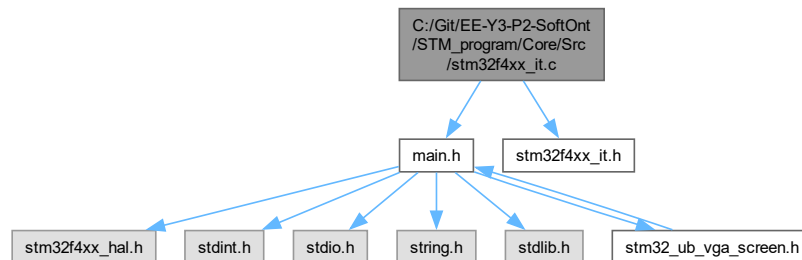 C:/Git/EE-Y3-P2-SoftOnt
/STM_program/Core/Src
/stm32f4xx_it.c
main.h
stm32f4xx_it.h
stm32f4xx_hal.h
stdint.h
stdio.h
string.h
stdlib.h
stm32_ub_vga_screen.h